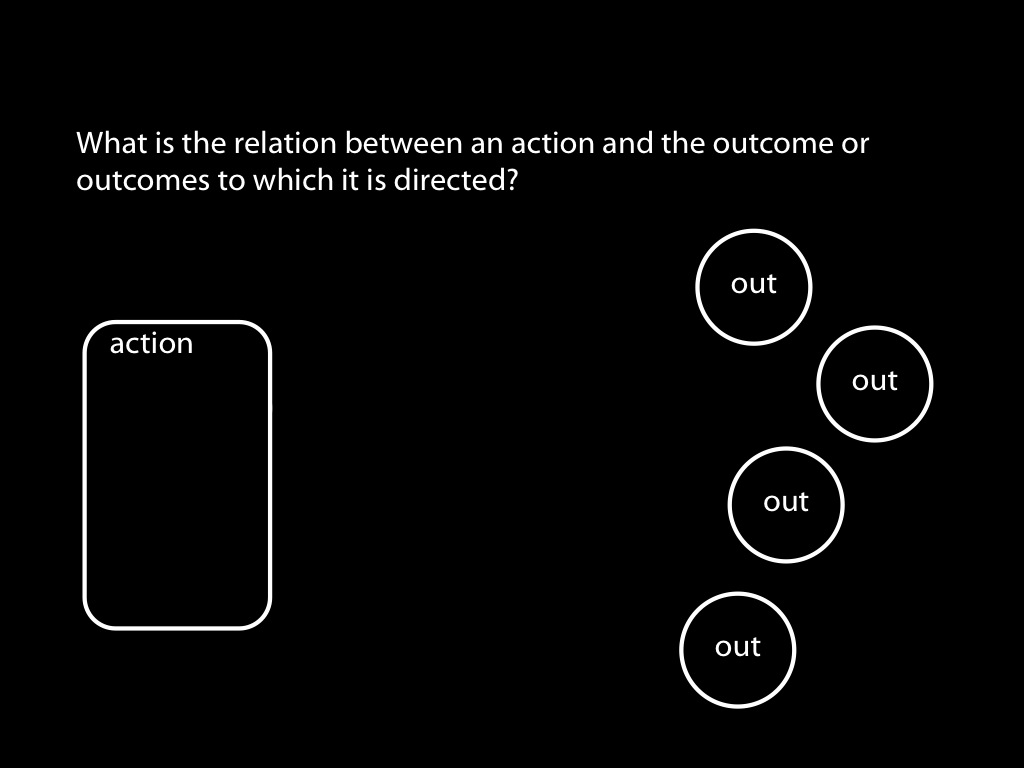 What is the relation between an action and the outcome or
outcomes to which it is directed?
out
action
out
out
out